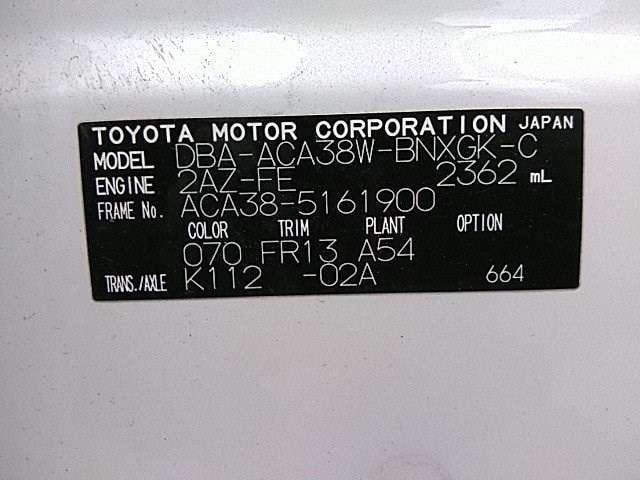 TOYOTA MOTOR CORPORATION JAPAN
MODEL DBA-ACA38W-BNXGK-C
ENGINE 2AZ-FE 2362 mL
FRAME No. ACA38-5161900
COLOR TRIM PLANT OPTION
070 FR13 A54
TRANS./AXLE K112 -02A 664